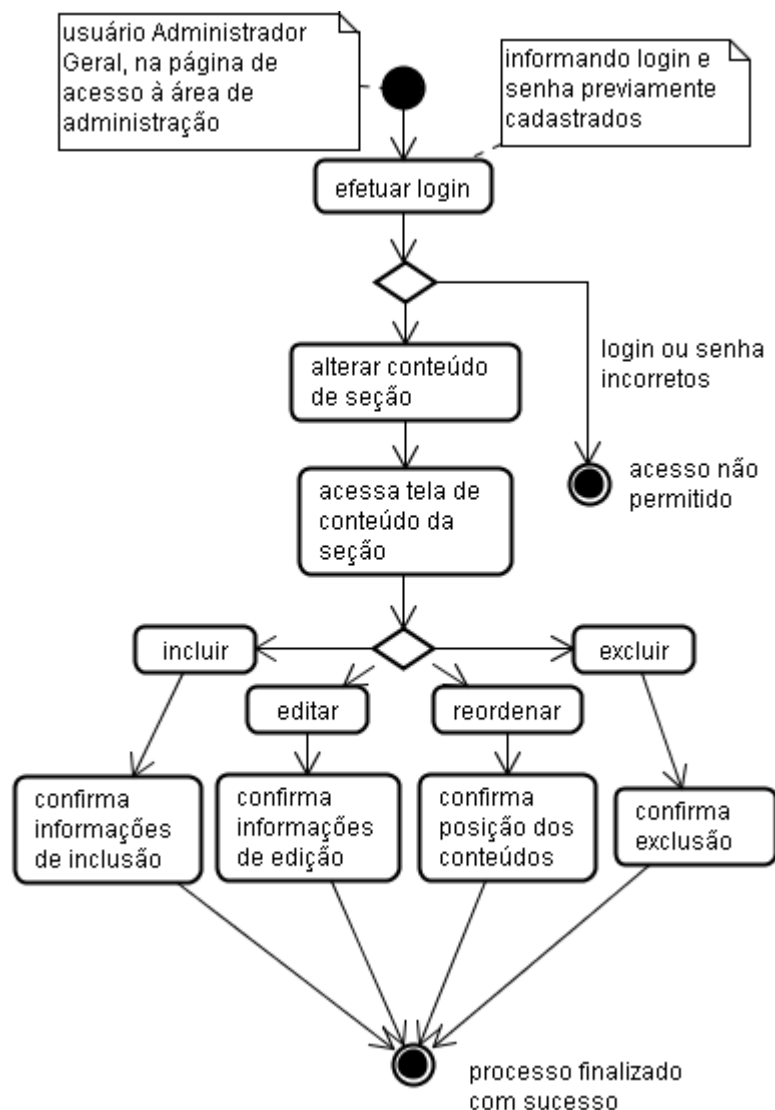 usuário Administrador
Geral, na página de
acesso à área de
administração
informando login e
senha previamente
cadastrados
efetuar login
alterar conteúdo
de seção
login ou senha
incorretos
acessa tela de
conteúdo da
seção
acesso não
permitido
incluir
excluir
editar
reordenar
confirma
informações
de inclusão
confirma
informações
de edição
confirma
posição dos
conteúdos
confirma
exclusão
processo finalizado
com sucesso